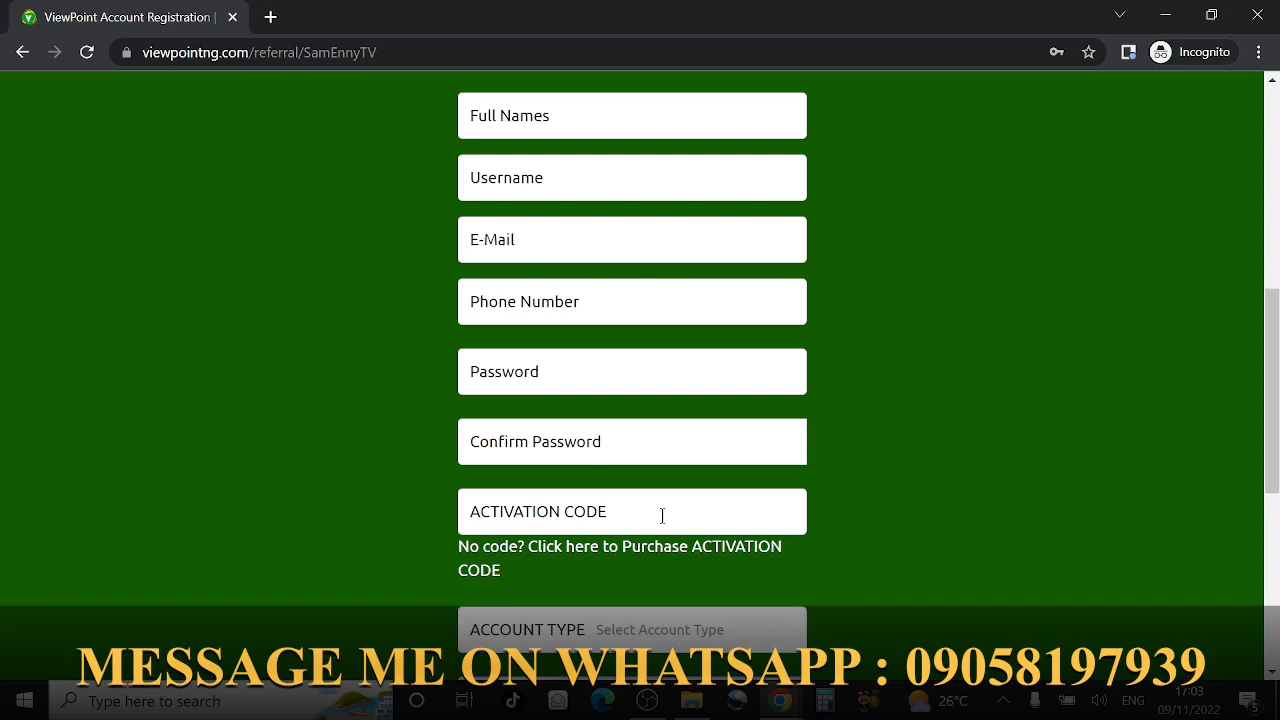 ViewPoint Account Registration |
viewpointng.com/referral/SamEnnyTV
Incognito
Full Names
Username
E-Mail
Phone Number
Password
Confirm Password
ACTIVATION CODE
No code? Click here to Purchase ACTIVATION
CODE
ACCOUNT TYPE Select Account Type
MESSAGE ME ON WHATSAPP : 09058197939
Type here to search
26°C
ENG
17:03
09/11/2022
5